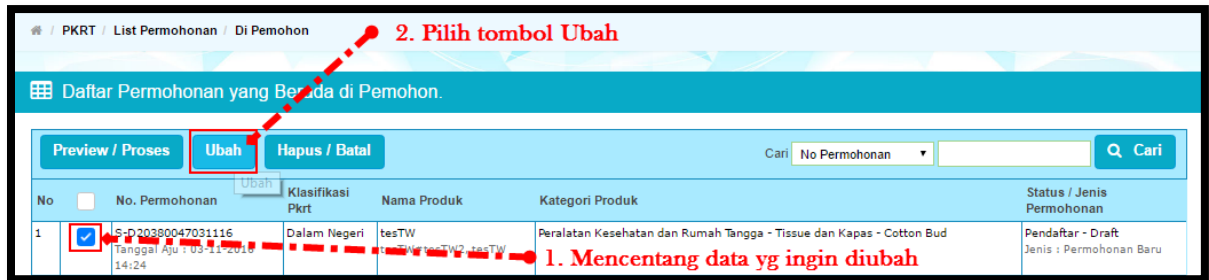 PKRT / List Permohonan / Di Pemohon
2. Pilih tombol Ubah
Daftar Permohonan yang Berada di Pemohon.
Preview / Proses Ubah Hapus / Batal Cari No Permohonan Cari
Ubah
No No. Permohonan Klasifikasi Pkrt Nama Produk Kategori Produk Status / Jenis Permohonan
1 S-D20380047031116 Dalam Negeri tesTW Peralatan Kesehatan dan Rumah Tangga - Tissue dan Kapas - Cotton Bud Pendaftar - Draft
Tanggal Aju : 03-11-2016 tesTW tesTW2, tesTW Jenis : Permohonan Baru
14:24
1. Mencentang data yg ingin diubah